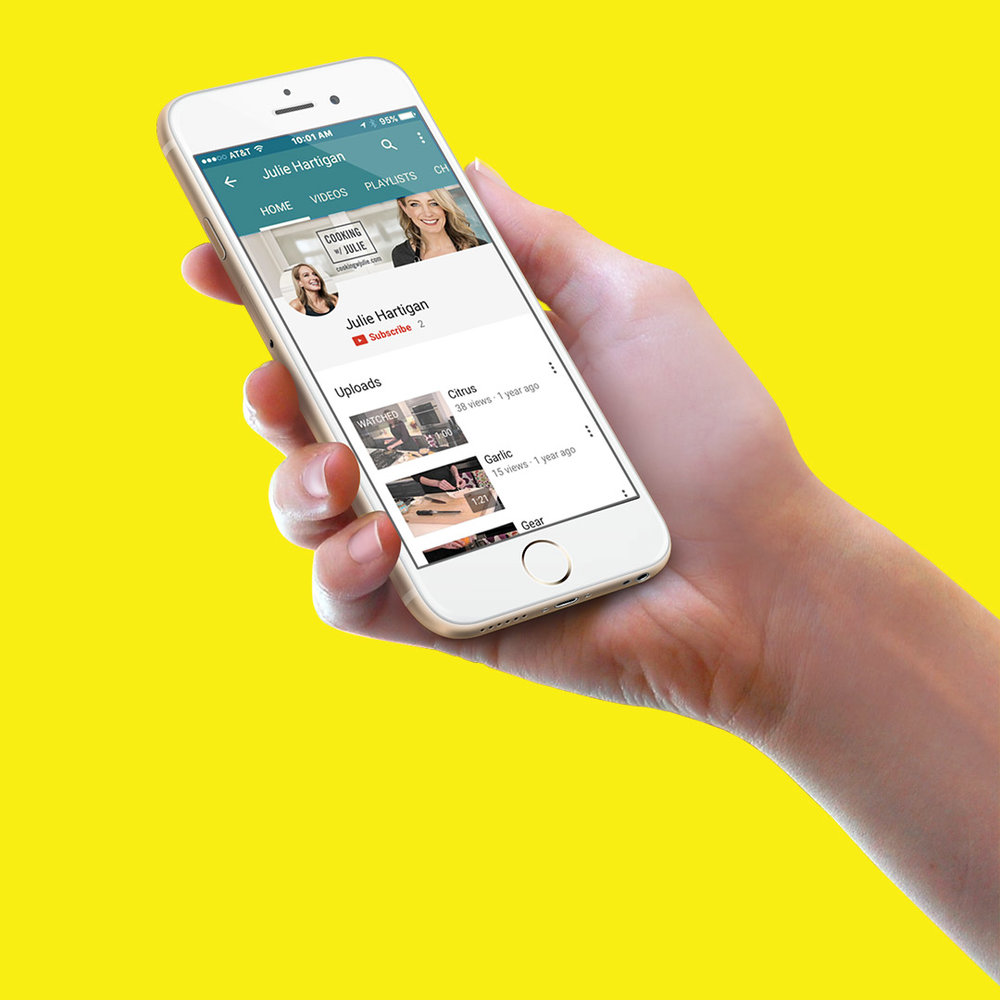 AT&T 10:01 AM 95%
Julie Hartigan
HOME VIDEOS PLAYLISTS CH
COOKING
w/ JULIE
cookingwjulie.com
Julie Hartigan
Subscribe 2
Uploads
WATCHED
1:00
Citrus
38 views · 1 year ago
1:21
Garlic
15 views · 1 year ago
Gear